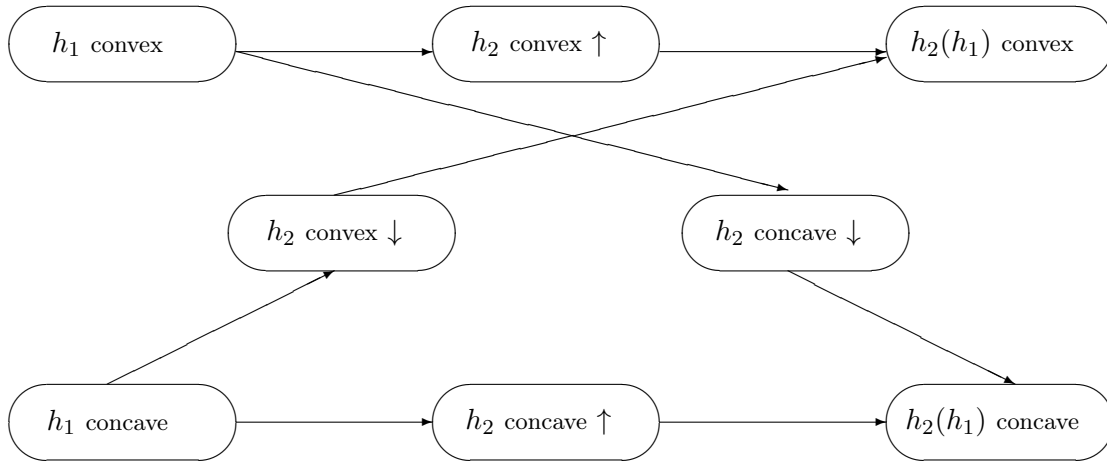 h₁ convex
h₂ convex ↑
h₂(h₁) convex
h₂ convex ↓
h₂ concave ↓
h₁ concave
h₂ concave ↑
h₂(h₁) concave